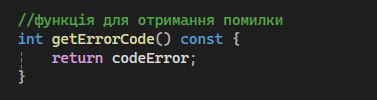 //функція для отримання помилки
int getErrorCode() const {
    return codeError;
}